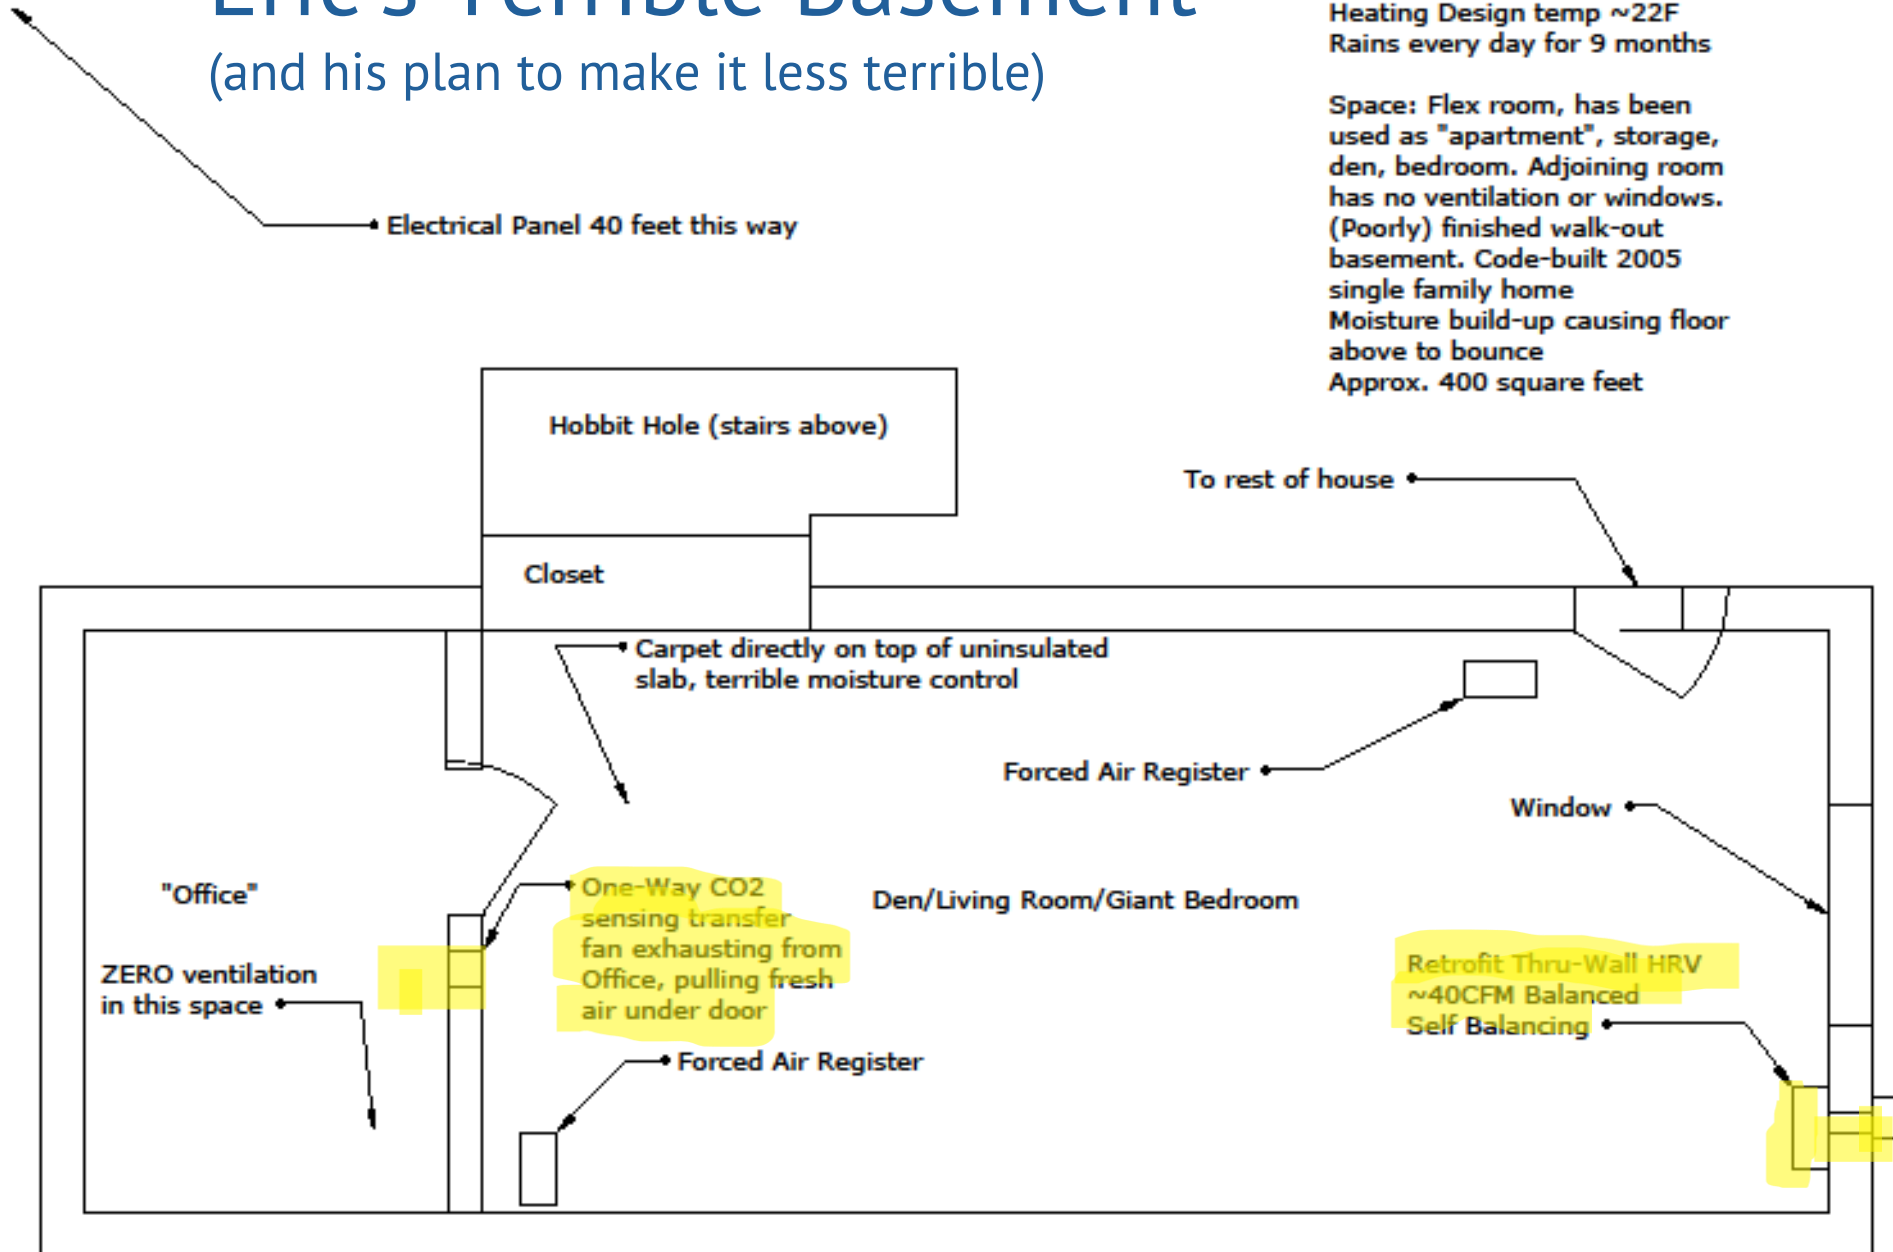 Eric's Terrible Basement
(and his plan to make it less terrible)
Heating Design temp ~22F
Rains every day for 9 months
Space: Flex room, has been
used as "apartment", storage,
den, bedroom. Adjoining room
has no ventilation or windows.
(Poorly) finished walk-out
basement. Code-built 2005
single family home
Moisture build-up causing floor
above to bounce
Approx. 400 square feet
Electrical Panel 40 feet this way
Hobbit Hole (stairs above)
To rest of house
Closet
Carpet directly on top of uninsulated
slab, terrible moisture control
Forced Air Register
Window
"Office"
One-Way CO2
sensing transfer
fan exhausting from
Office, pulling fresh
air under door
Den/Living Room/Giant Bedroom
ZERO ventilation
in this space
Retrofit Thru-Wall HRV
~40CFM Balanced
Self Balancing
Forced Air Register